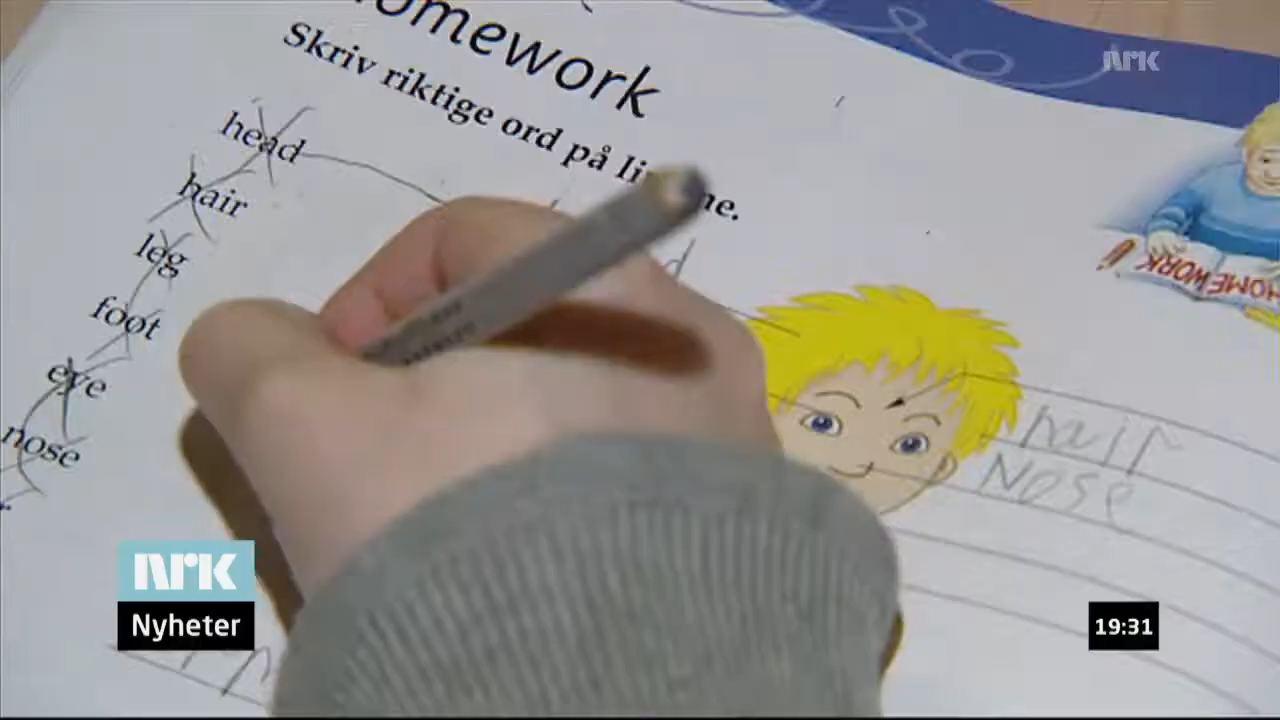 Homework
Skriv riktige ord på
nrk
head
hair
leg
foot
eye
nose
HOMEWORK
hair
Nose
nrk
Nyheter
19:31